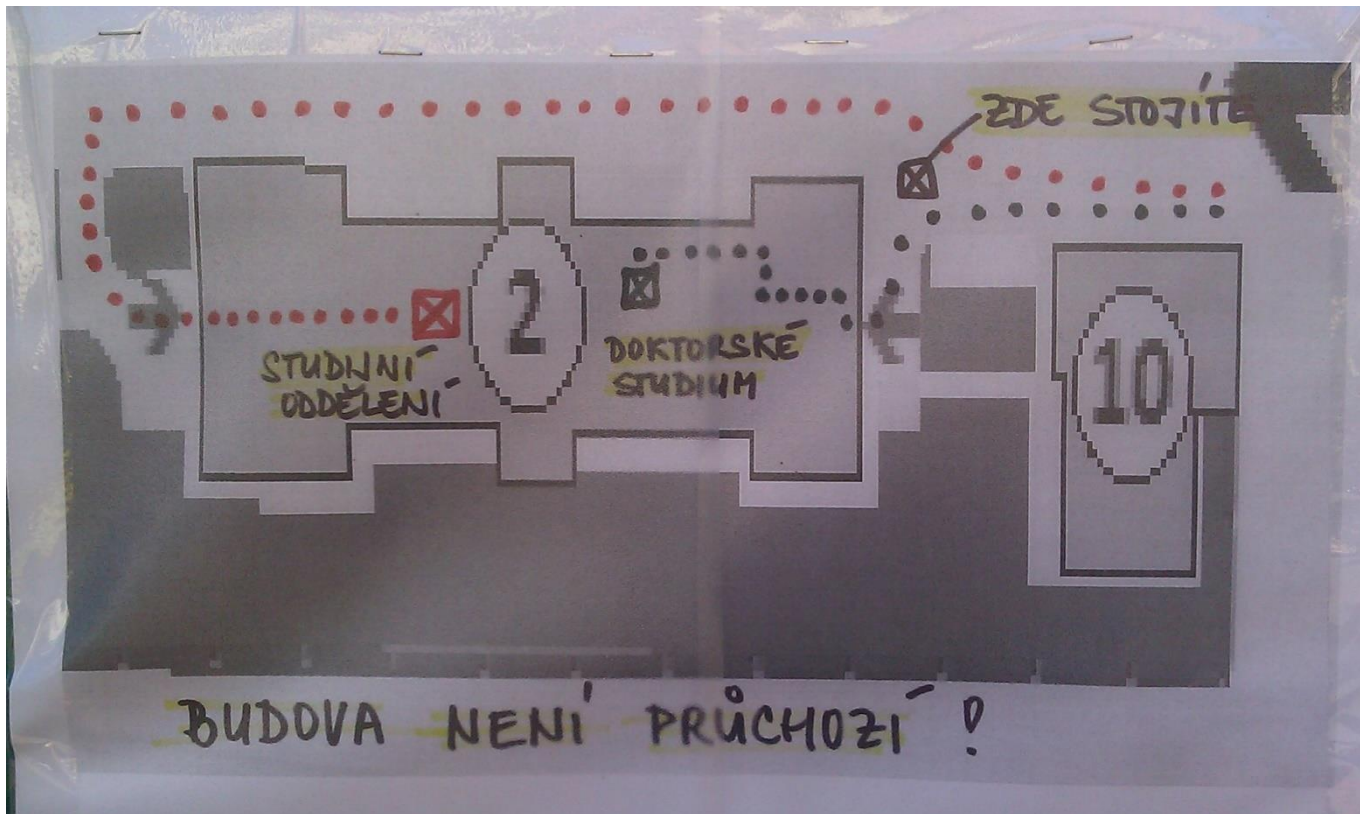 ZDE STOJÍTE
2
STUDIJNÍ
ODDĚLENÍ
DOKTORSKÉ
STUDIUM
10
BUDOVA NENÍ PRŮCHOZÍ!